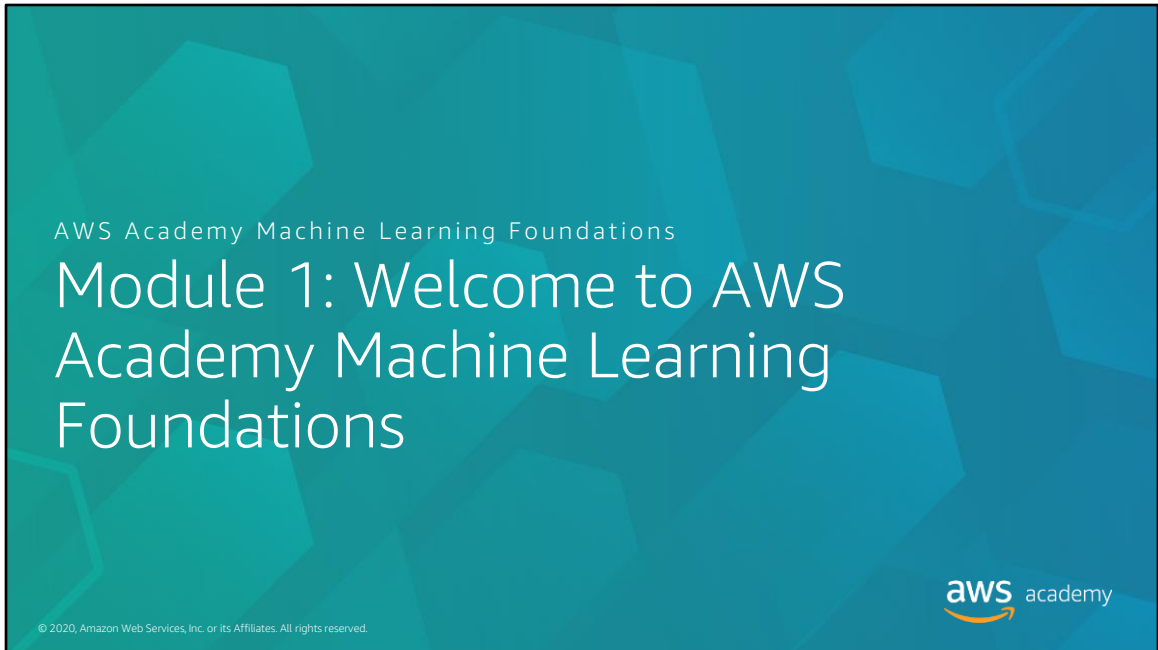 AWS Academy Machine Learning Foundations
Module 1: Welcome to AWS
Academy Machine Learning
Foundations
aws academy
© 2020, Amazon Web Services, Inc. or its Affiliates. All rights reserved.